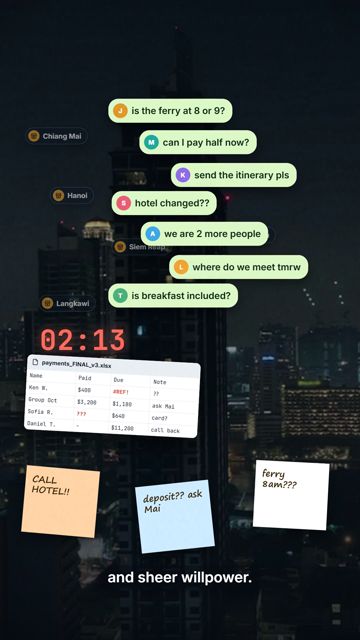 J is the ferry at 8 or 9?
Chiang Mai
M can I pay half now?
K send the itinerary pls
Hanoi
S hotel changed??
A we are 2 more people
Siem Reap
L where do we meet tmrw
Langkawi
T is breakfast included?
02:13
payments_FINAL_v3.xlsx
Name Paid Due Note
Ken W. $400 #REF! ??
Group Oct $3,200 $1,180 ask Mai
Sofia R. ??? $640 card?
Daniel T. – $11,200 call back
CALL
HOTEL!!
deposit?? ask
Mai
ferry
8am???
and sheer willpower.